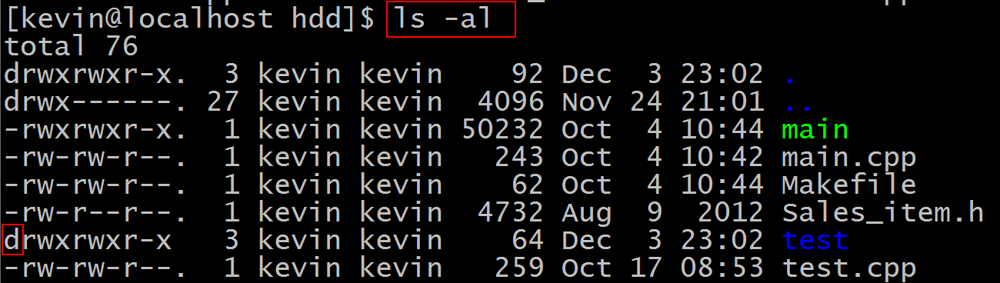 [kevin@localhost hdd]$ ls -al
total 76
drwxrwxr-x.  3 kevin kevin    92 Dec  3 23:02 .
drwx------. 27 kevin kevin  4096 Nov 24 21:01 ..
-rwxrwxr-x.  1 kevin kevin 50232 Oct  4 10:44 main
-rw-rw-r--.  1 kevin kevin   243 Oct  4 10:42 main.cpp
-rw-rw-r--.  1 kevin kevin    62 Oct  4 10:44 Makefile
-rw-r--r--.  1 kevin kevin  4732 Aug  9  2012 Sales_item.h
drwxrwxr-x   3 kevin kevin    64 Dec  3 23:02 test
-rw-rw-r--.  1 kevin kevin   259 Oct 17 08:53 test.cpp